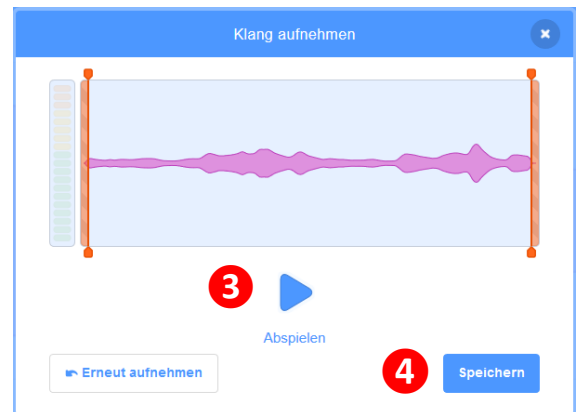 Klang aufnehmen
3
Abspielen
Erneut aufnehmen
4
Speichern